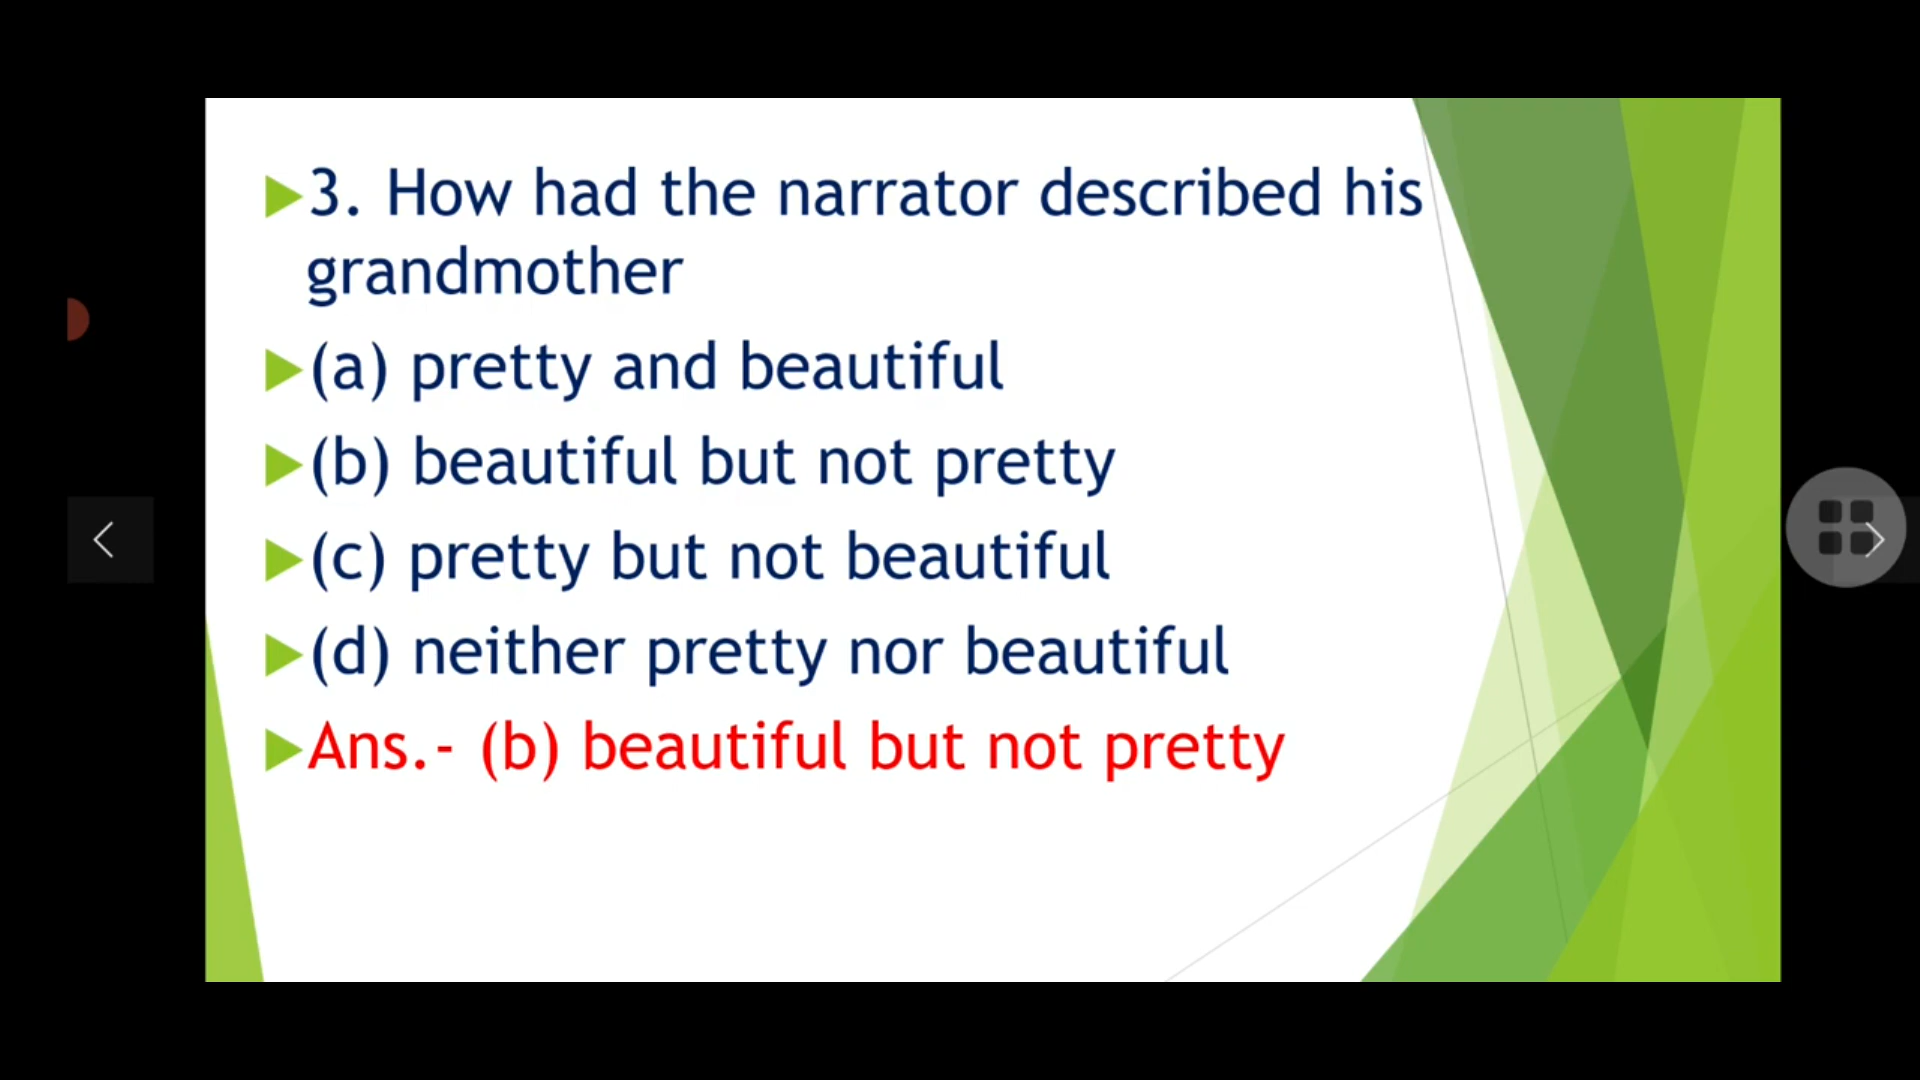 3. How had the narrator described his
grandmother
(a) pretty and beautiful
(b) beautiful but not pretty
(c) pretty but not beautiful
(d) neither pretty nor beautiful
Ans.- (b) beautiful but not pretty